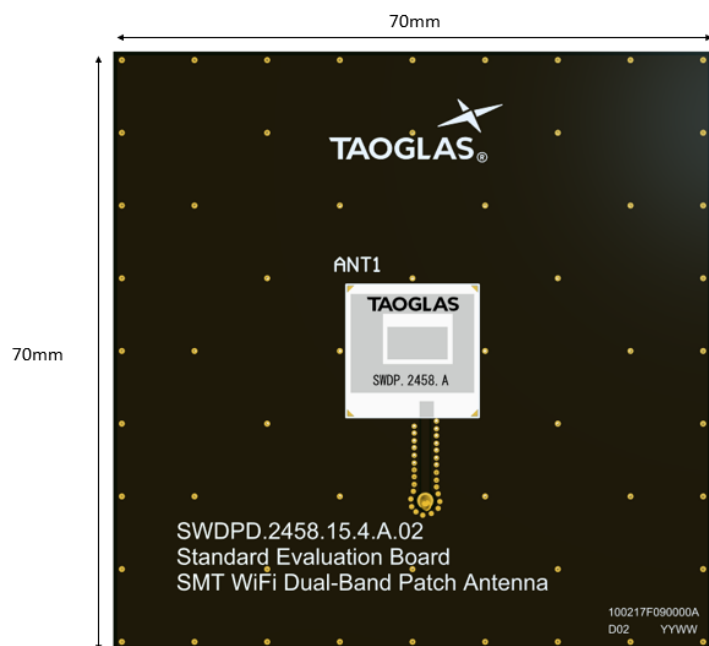 70mm
TAOGLAS®
ANT1
TAOGLAS
70mm
SWDP.2458.A
SWDPD.2458.15.4.A.02
Standard Evaluation Board
SMT WiFi Dual-Band Patch Antenna
100217F090000A
D02 YYWW